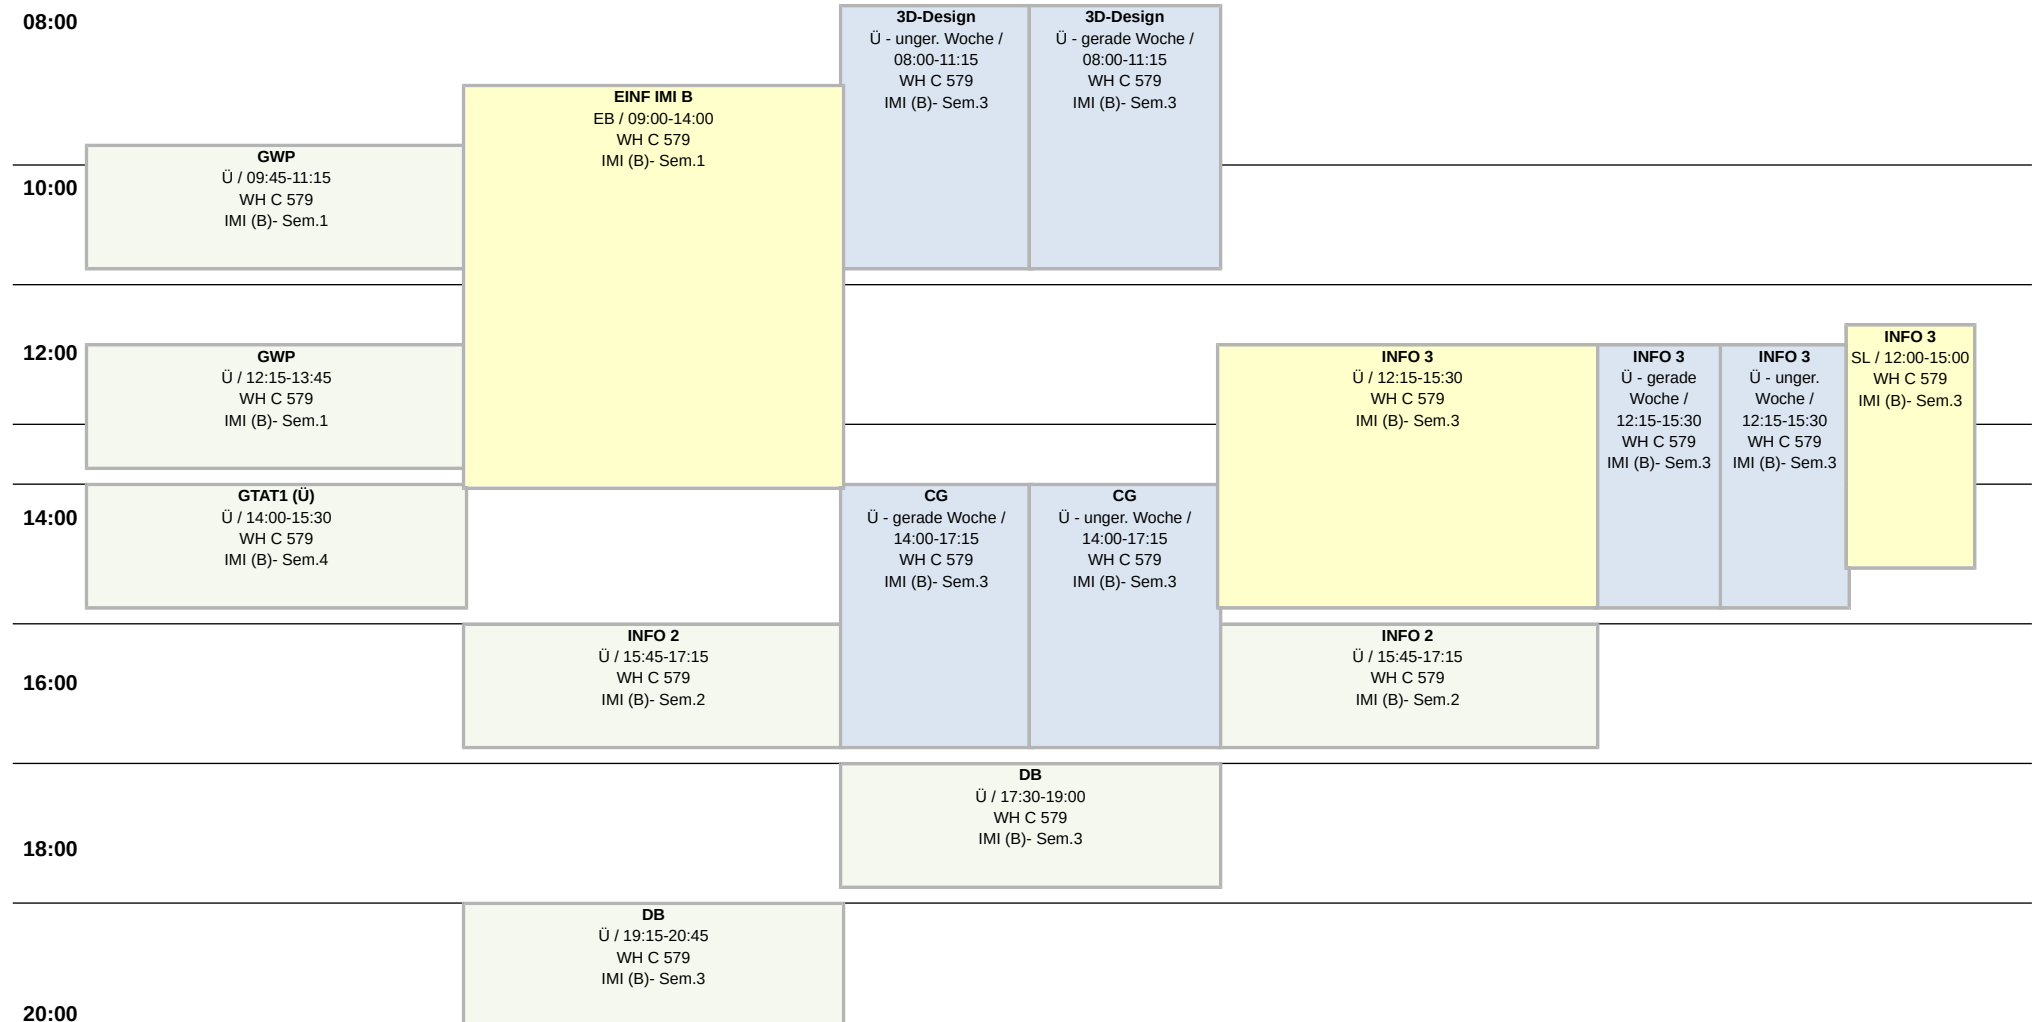 08:00
10:00
12:00
14:00
16:00
18:00
20:00
GWP
Ü / 09:45-11:15
WH C 579
IMI (B)- Sem.1
GWP
Ü / 12:15-13:45
WH C 579
IMI (B)- Sem.1
GTAT1 (Ü)
Ü / 14:00-15:30
WH C 579
IMI (B)- Sem.4
EINF IMI B
EB / 09:00-14:00
WH C 579
IMI (B)- Sem.1
INFO 2
Ü / 15:45-17:15
WH C 579
IMI (B)- Sem.2
DB
Ü / 19:15-20:45
WH C 579
IMI (B)- Sem.3
3D-Design
Ü - unger. Woche /
08:00-11:15
WH C 579
IMI (B)- Sem.3
3D-Design
Ü - gerade Woche /
08:00-11:15
WH C 579
IMI (B)- Sem.3
CG
Ü - gerade Woche /
14:00-17:15
WH C 579
IMI (B)- Sem.3
CG
Ü - unger. Woche /
14:00-17:15
WH C 579
IMI (B)- Sem.3
DB
Ü / 17:30-19:00
WH C 579
IMI (B)- Sem.3
INFO 3
Ü / 12:15-15:30
WH C 579
IMI (B)- Sem.3
INFO 2
Ü / 15:45-17:15
WH C 579
IMI (B)- Sem.2
INFO 3
Ü - gerade
Woche /
12:15-15:30
WH C 579
IMI (B)- Sem.3
INFO 3
Ü - unger.
Woche /
12:15-15:30
WH C 579
IMI (B)- Sem.3
INFO 3
SL / 12:00-15:00
WH C 579
IMI (B)- Sem.3